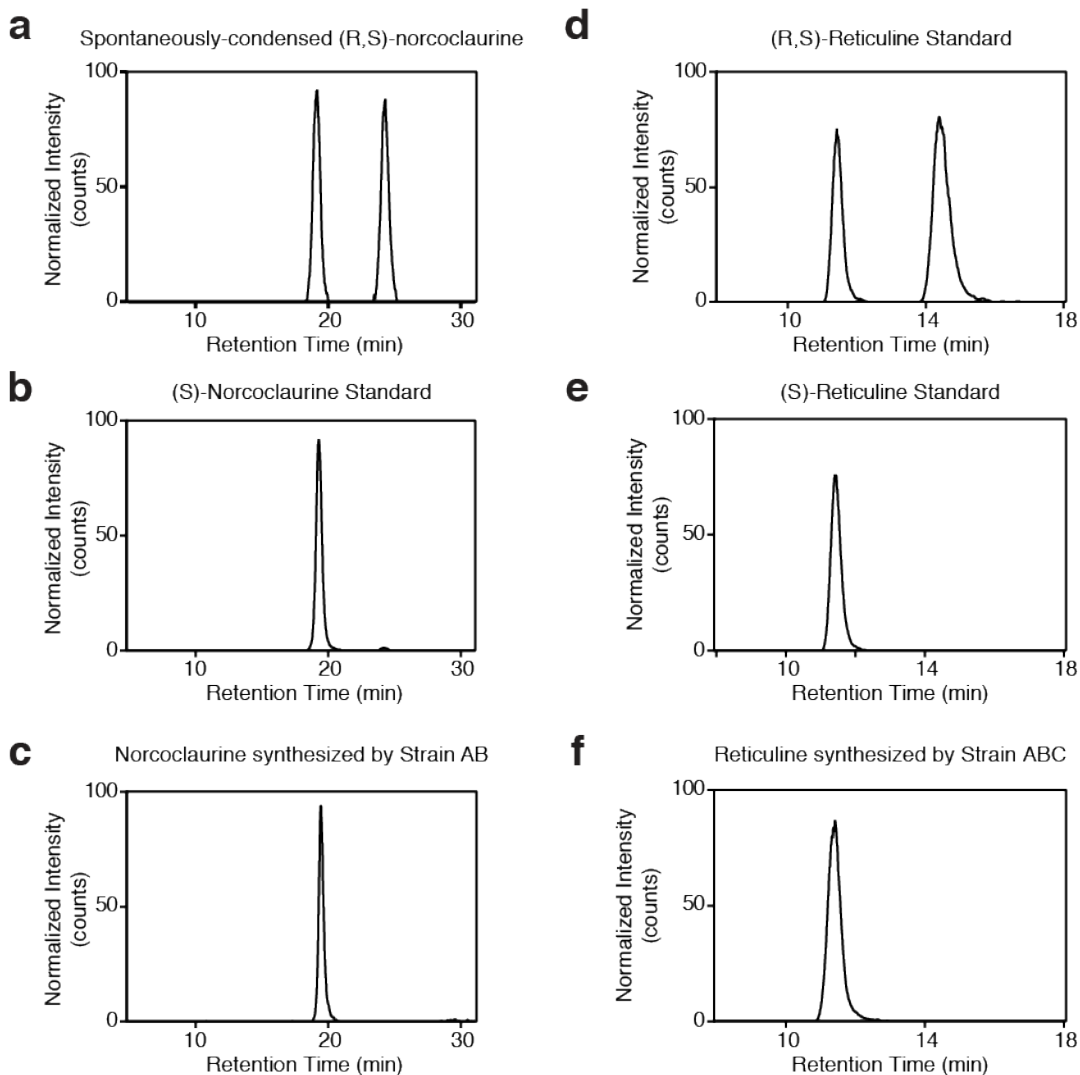 a
Spontaneously-condensed (R,S)-norcoclaurine
100
50
0
Normalized Intensity
(counts)
10 20 30
Retention Time (min)
b
(S)-Norcoclaurine Standard
100
50
0
Normalized Intensity
(counts)
10 20 30
Retention Time (min)
c
Norcoclaurine synthesized by Strain AB
100
50
0
Normalized Intensity
(counts)
10 20 30
Retention Time (min)
d
(R,S)-Reticuline Standard
100
50
0
Normalized Intensity
(counts)
10 14 18
Retention Time (min)
e
(S)-Reticuline Standard
100
50
0
Normalized Intensity
(counts)
10 14 18
Retention Time (min)
f
Reticuline synthesized by Strain ABC
100
50
0
Normalized Intensity
(counts)
10 14 18
Retention Time (min)